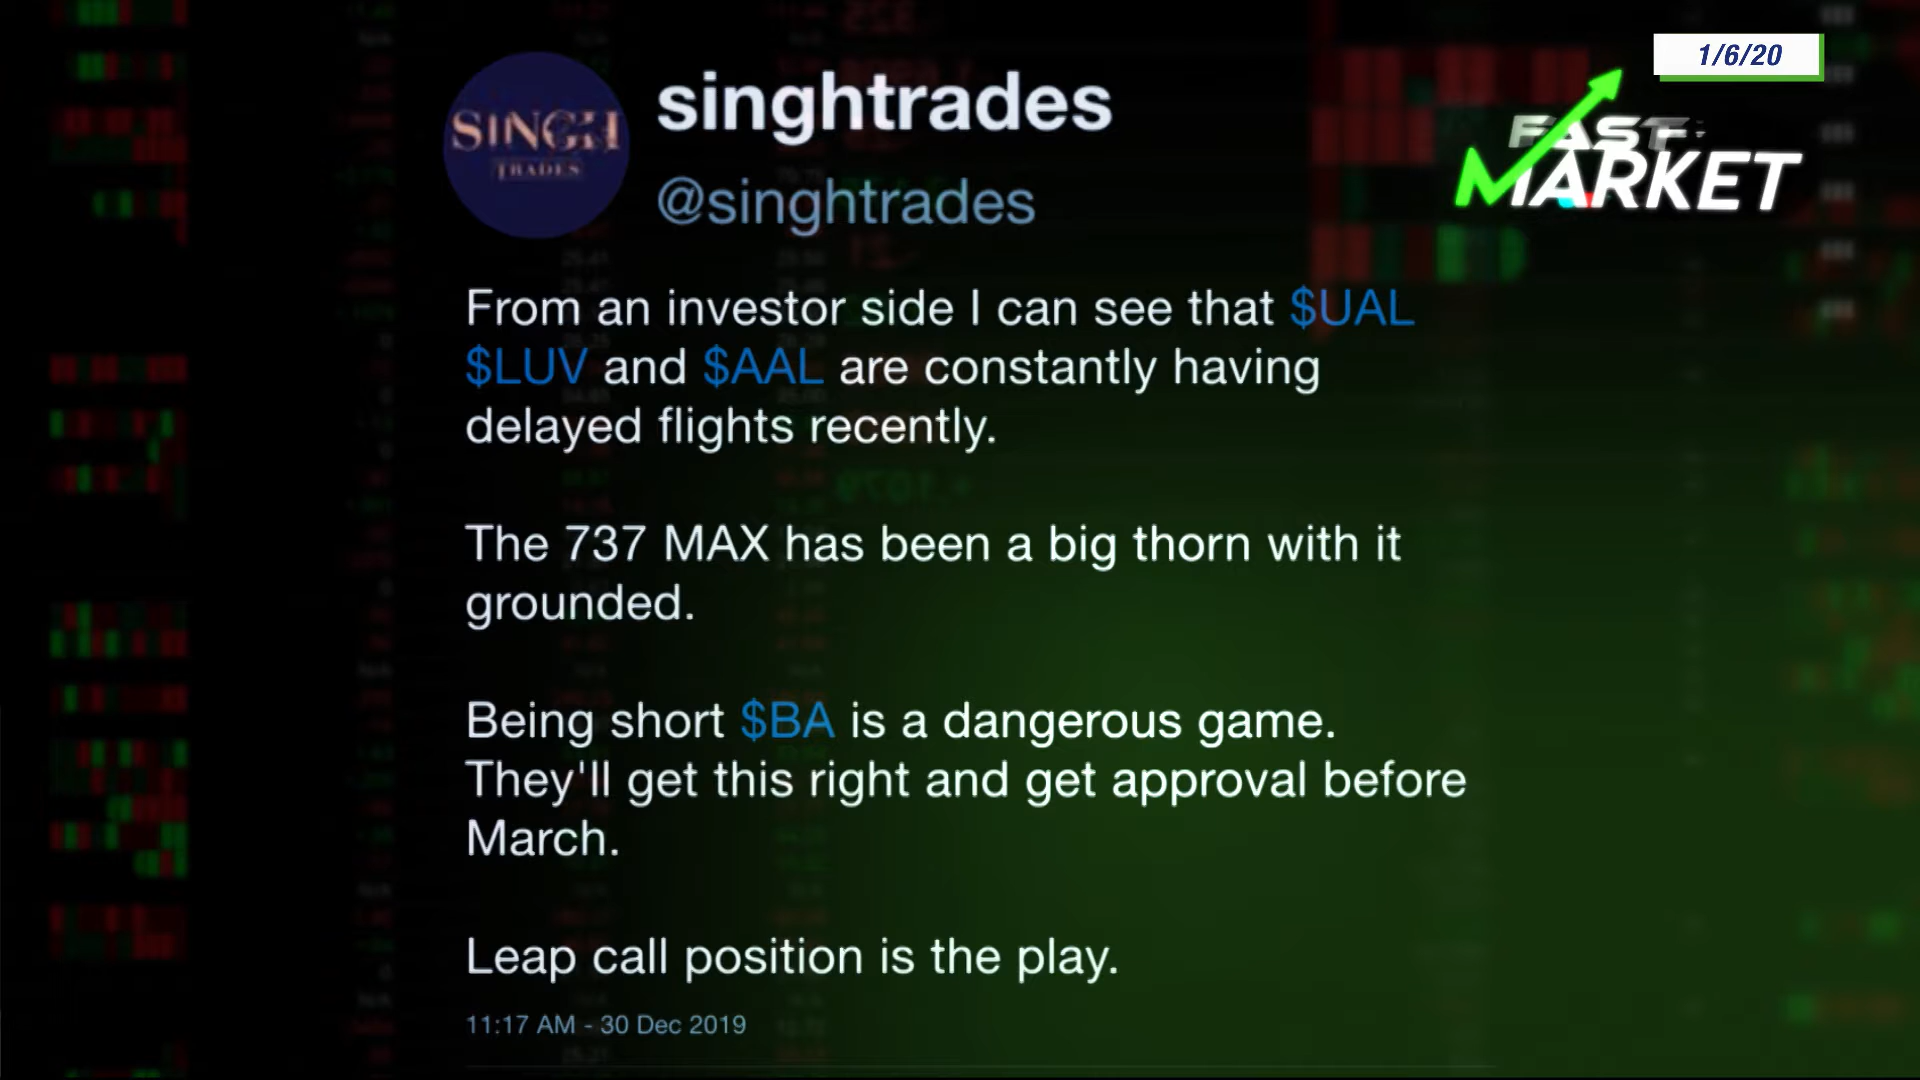 1/6/20
FAST
MARKET
SINGH
TRADES
singhtrades
@singhtrades
From an investor side I can see that $UAL
$LUV and $AAL are constantly having
delayed flights recently.
The 737 MAX has been a big thorn with it
grounded.
Being short $BA is a dangerous game.
They'll get this right and get approval before
March.
Leap call position is the play.
11:17 AM - 30 Dec 2019